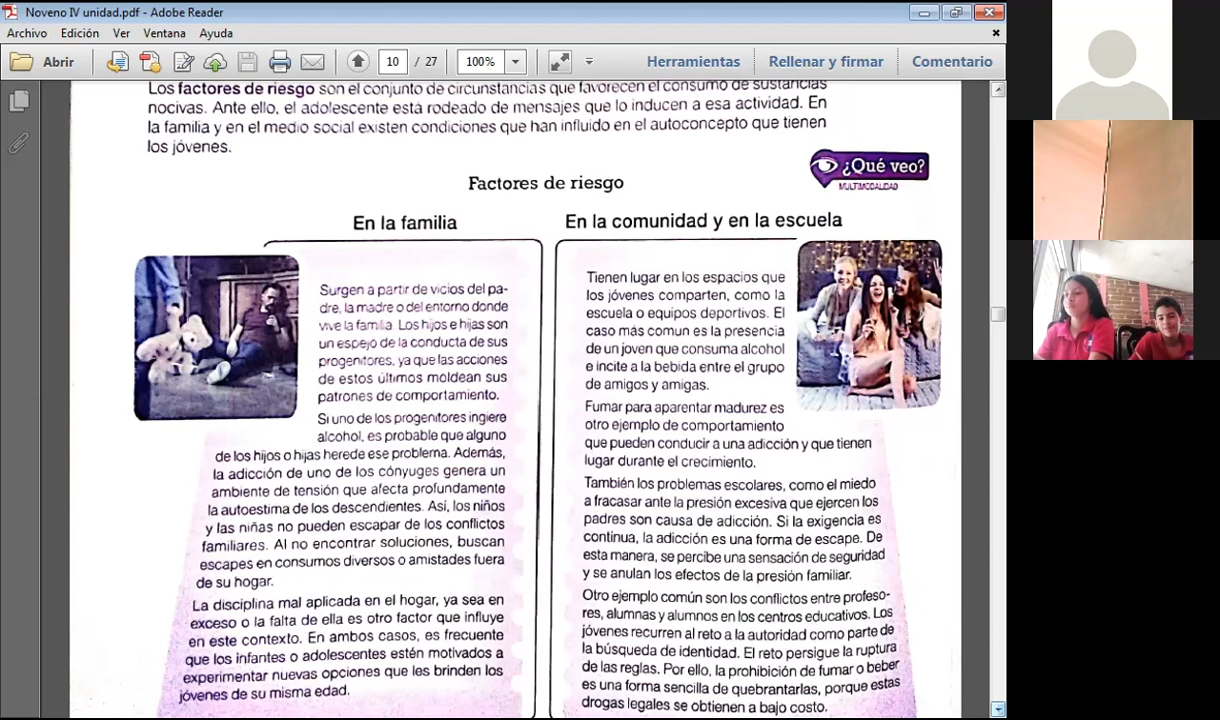 Noveno IV unidad.pdf - Adobe Reader
Archivo Edición Ver Ventana Ayuda
Abrir 10 / 27 100% Herramientas Rellenar y firmar Comentario
Los factores de riesgo son el conjunto de circunstancias que favorecen el consumo de sustancias
nocivas. Ante ello, el adolescente está rodeado de mensajes que lo inducen a esa actividad. En
la familia y en el medio social existen condiciones que han influido en el autoconcepto que tienen
los jóvenes.
¿Qué veo?
MULTIMODALIDAD
Factores de riesgo
En la familia
Surgen a partir de vicios del pa-
dre, la madre o del entorno donde
vive la familia. Los hijos e hijas son
un espejo de la conducta de sus
progenitores, ya que las acciones
de estos últimos moldean sus
patrones de comportamiento.
Si uno de los progenitores ingiere
alcohol, es probable que alguno
de los hijos o hijas herede ese problema. Además,
la adicción de uno de los cónyuges genera un
ambiente de tensión que afecta profundamente
la autoestima de los descendientes. Así, los niños
y las niñas no pueden escapar de los conflictos
familiares. Al no encontrar soluciones, buscan
escapes en consumos diversos o amistades fuera
de su hogar.
La disciplina mal aplicada en el hogar, ya sea en
exceso o la falta de ella es otro factor que influye
en este contexto. En ambos casos, es frecuente
que los infantes o adolescentes estén motivados a
experimentar nuevas opciones que les brinden los
jóvenes de su misma edad.
En la comunidad y en la escuela
Tienen lugar en los espacios que
los jóvenes comparten, como la
escuela o equipos deportivos. El
caso más comun es la presencia
de un joven que consuma alcohol
e incite a la bebida entre el grupo
de amigos y amigas.
Fumar para aparentar madurez es
otro ejemplo de comportamiento
que pueden conducir a una adicción y que tienen
lugar durante el crecimiento.
También los problemas escolares, como el miedo
a fracasar ante la presión excesiva que ejercen los
padres son causa de adicción. Si la exigencia es
continua, la adicción es una forma de escape. De
esta manera, se percibe una sensación de seguridad
y se anulan los efectos de la presión familiar.
Otro ejemplo común son los conflictos entre profeso-
res, alumnas y alumnos en los centros educativos. Los
jóvenes recurren al reto a la autoridad como parte de
la búsqueda de identidad. El reto persigue la ruptura
de las reglas. Por ello, la prohibición de fumar o beber
es una forma sencilla de quebrantarlas, porque estas
drogas legales se obtienen a bajo costo.